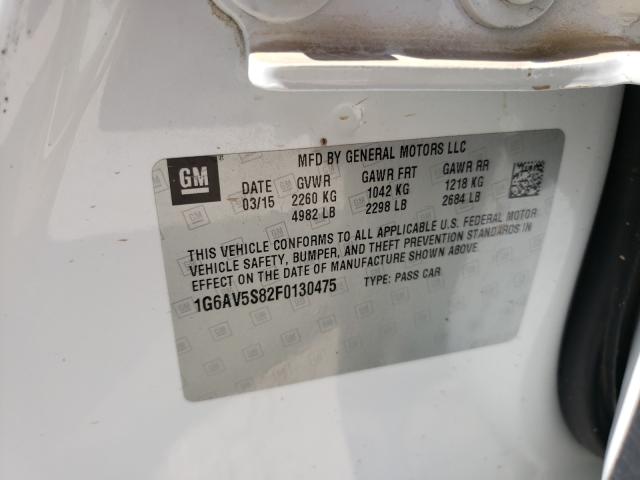 GM
MFD BY GENERAL MOTORS LLC
DATE GVWR GAWR FRT GAWR RR
03/15 2260 KG 1042 KG 1218 KG
4982 LB 2298 LB 2684 LB
THIS VEHICLE CONFORMS TO ALL APPLICABLE U.S. FEDERAL MOTOR
VEHICLE SAFETY, BUMPER, AND THEFT PREVENTION STANDARDS IN
EFFECT ON THE DATE OF MANUFACTURE SHOWN ABOVE
1G6AV5S82F0130475 TYPE: PASS CAR